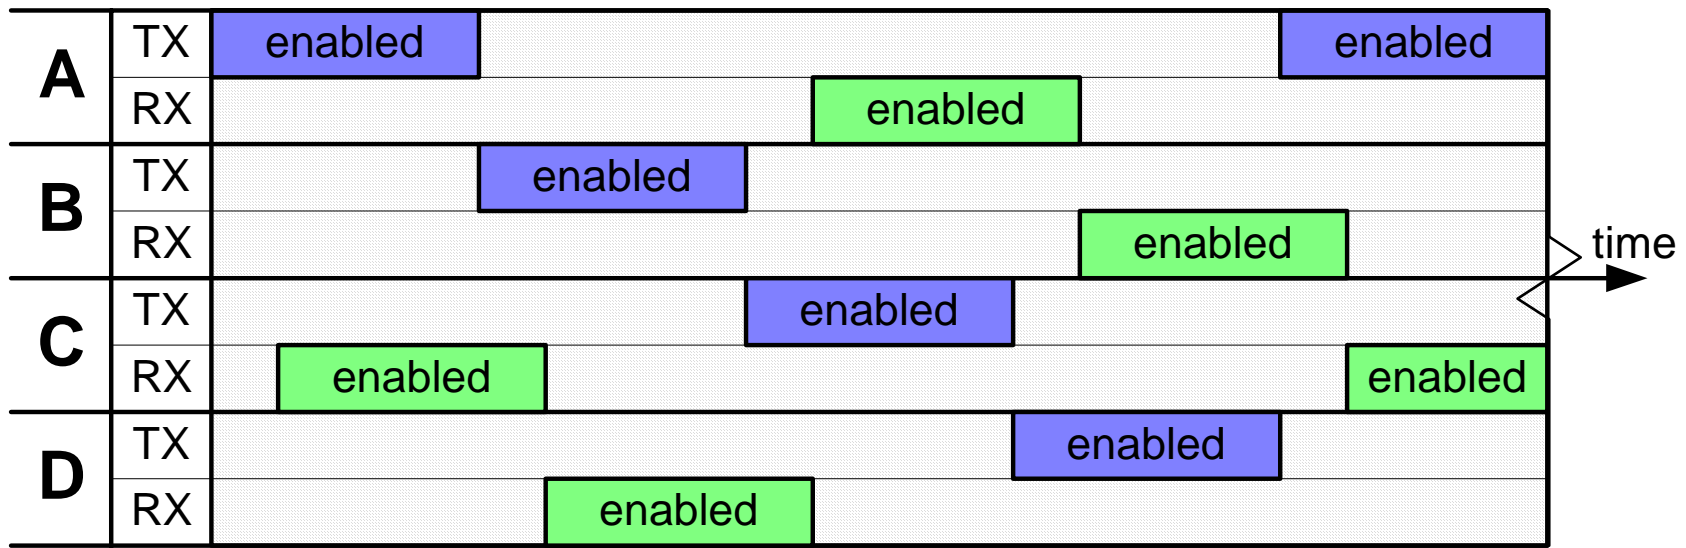 A TX enabled enabled
RX enabled
B TX enabled
RX enabled time
C TX enabled
RX enabled enabled
D TX enabled
RX enabled